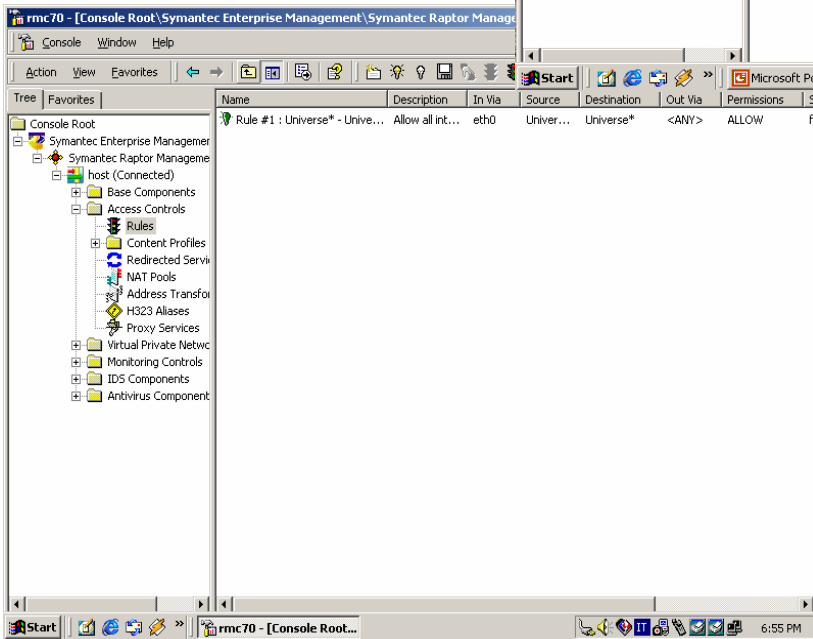 rmc70 - [Console Root\Symantec Enterprise Management\Symantec Raptor Manage
Console Window Help
Action View Favorites
Start » Microsoft Po
Tree Favorites
Name Description In Via Source Destination Out Via Permissions S
Rule #1 : Universe* - Unive... Allow all int... eth0 Univer... Universe* <ANY> ALLOW f
Console Root
Symantec Enterprise Managemer
Symantec Raptor Manageme
host (Connected)
Base Components
Access Controls
Rules
Content Profiles
Redirected Servi
NAT Pools
Address Transfor
H323 Aliases
Proxy Services
Virtual Private Netwo
Monitoring Controls
IDS Components
Antivirus Component
Start » rmc70 - [Console Root... IT 6:55 PM